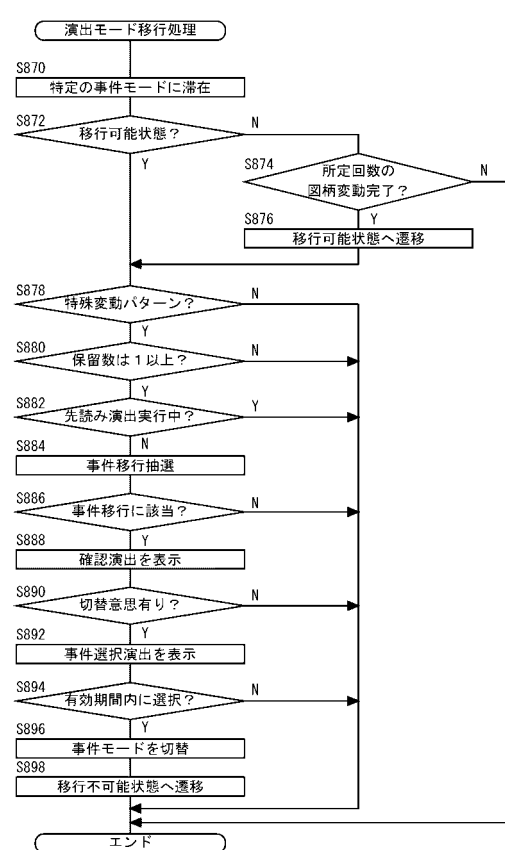 演出モード移行処理
S870
特定の事件モードに滞在
S872
移行可能状態?
N
Y
S874
所定回数の
図柄変動完了?
N
Y
S876
移行可能状態へ遷移
S878
特殊変動パターン?
N
Y
S880
保留数は1以上?
N
Y
S882
先読み演出実行中?
Y
N
S884
事件移行抽選
S886
事件移行に該当?
N
Y
S888
確認演出を表示
S890
切替意思有り?
N
Y
S892
事件選択演出を表示
S894
有効期間内に選択?
N
Y
S896
事件モードを切替
S898
移行不可能状態へ遷移
エンド